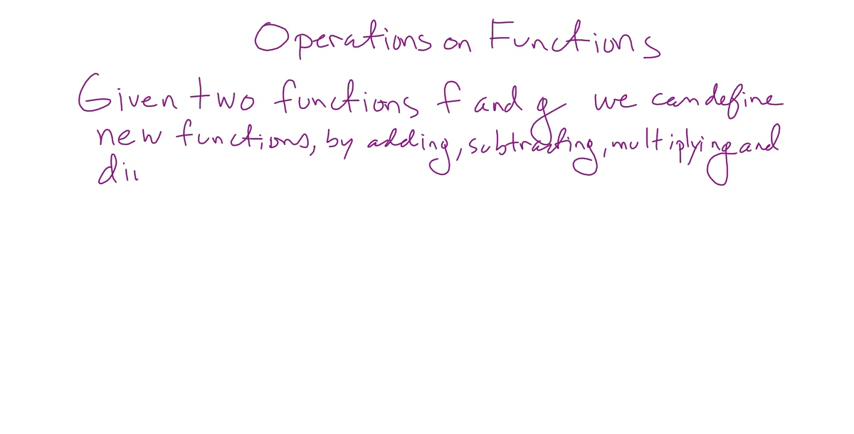 Operations on Functions
Given two functions f and g we can define
new functions, by adding, subtracting, multiplying and